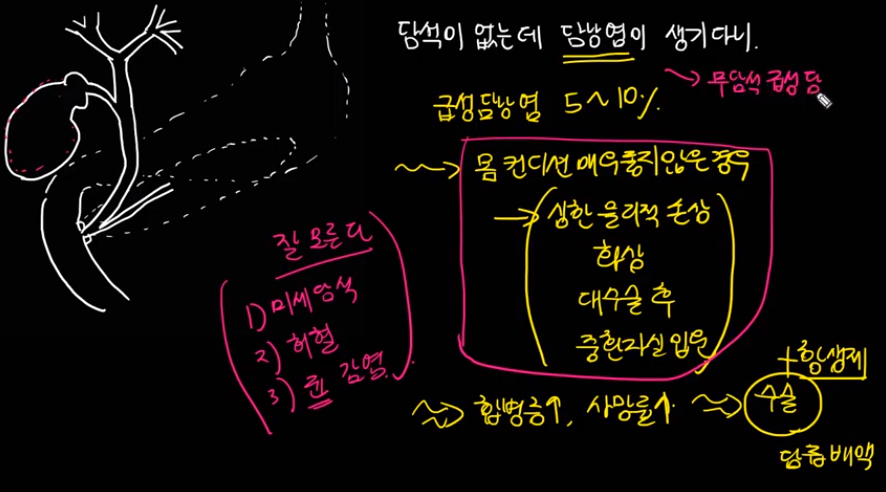 담석이 없는데 담낭염이 생기다니.
→ 무담석 급성 담
급성담낭염 5~10%
몸 컨디션 매우 좋지 않은 경우
→ 심한 물리적 손상
화상
대수술 후
중환자실 입원
잘 모른다
1) 미세담석
2) 허혈
3) 균 감염.
합병증↑, 사망률↑
수술
+ 항생제
담즙배액